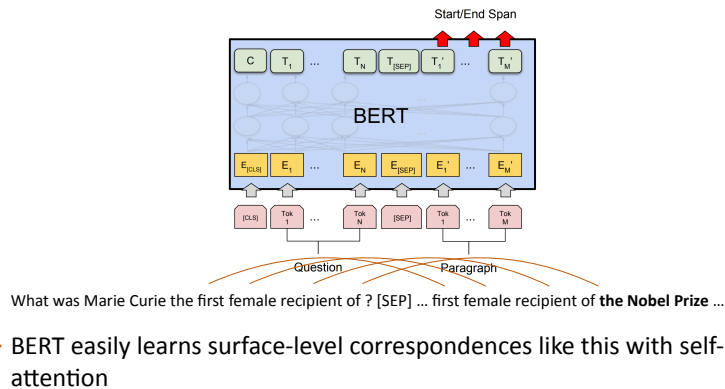 Start/End Span
C T1 ... TN T[SEP] T1' ... TM'
...
...
BERT
E[CLS] E1 ... EN E[SEP] E1' ... EM'
[CLS] Tok 1 ... Tok N [SEP] Tok 1 ... Tok M
Question Paragraph
What was Marie Curie the first female recipient of ? [SEP] ... first female recipient of the Nobel Prize ...
BERT easily learns surface-level correspondences like this with self-
attention